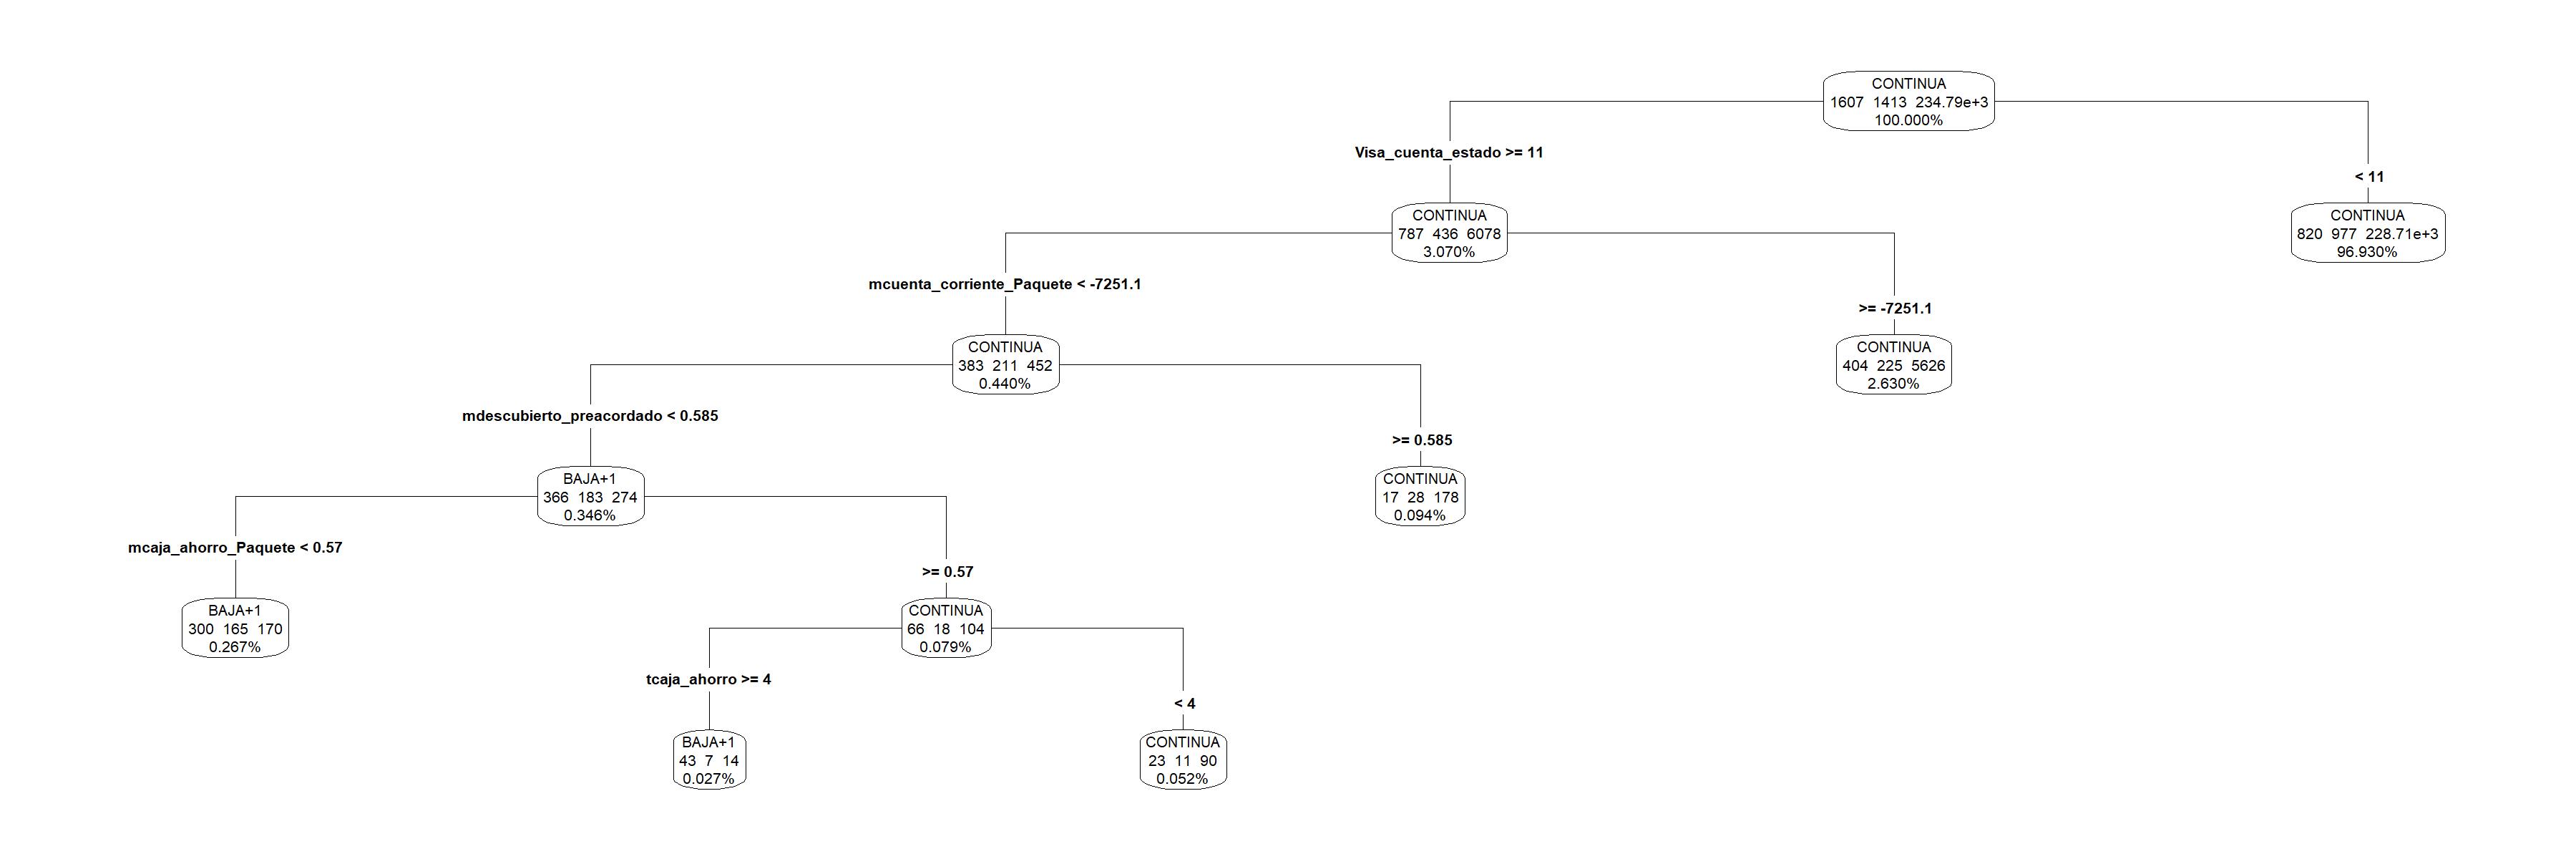 CONTINUA
1607 1413 234.79e+3
100.000%
Visa_cuenta_estado >= 11
< 11
CONTINUA
787 436 6078
3.070%
CONTINUA
820 977 228.71e+3
96.930%
mcuenta_corriente_Paquete < -7251.1
>= -7251.1
CONTINUA
383 211 452
0.440%
CONTINUA
404 225 5626
2.630%
mdescubierto_preacordado < 0.585
>= 0.585
BAJA+1
366 183 274
0.346%
CONTINUA
17 28 178
0.094%
mcaja_ahorro_Paquete < 0.57
>= 0.57
BAJA+1
300 165 170
0.267%
CONTINUA
66 18 104
0.079%
tcaja_ahorro >= 4
< 4
BAJA+1
43 7 14
0.027%
CONTINUA
23 11 90
0.052%